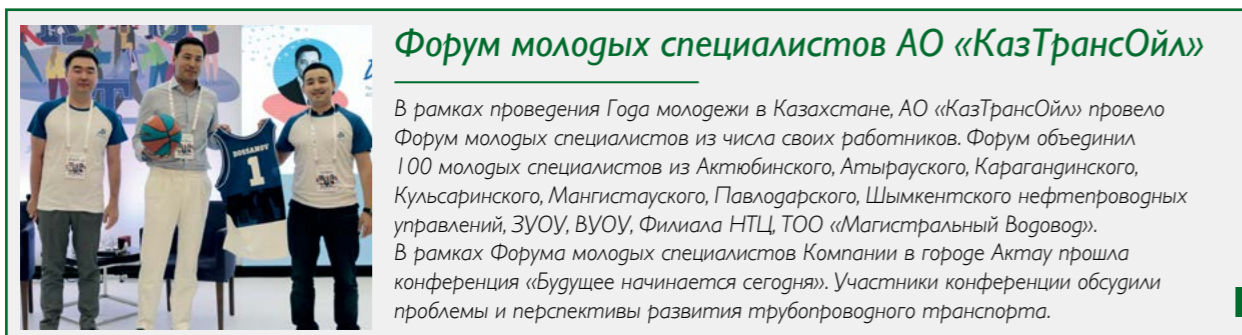 Форум молодых специалистов АО «КазТрансОйл»
В рамках проведения Года молодежи в Казахстане, АО «КазТрансОйл» провело
Форум молодых специалистов из числа своих работников. Форум объединил
100 молодых специалистов из Актюбинского, Атырауского, Карагандинского,
Кульсаринского, Мангистауского, Павлодарского, Шымкентского нефтепроводных
управлений, ЗУОУ, ВУОУ, Филиала НТЦ, ТОО «Магистральный Водовод».
В рамках Форума молодых специалистов Компании в городе Актау прошла
конференция «Будущее начинается сегодня». Участники конференции обсудили
проблемы и перспективы развития трубопроводного транспорта.
DOSSANOV
1